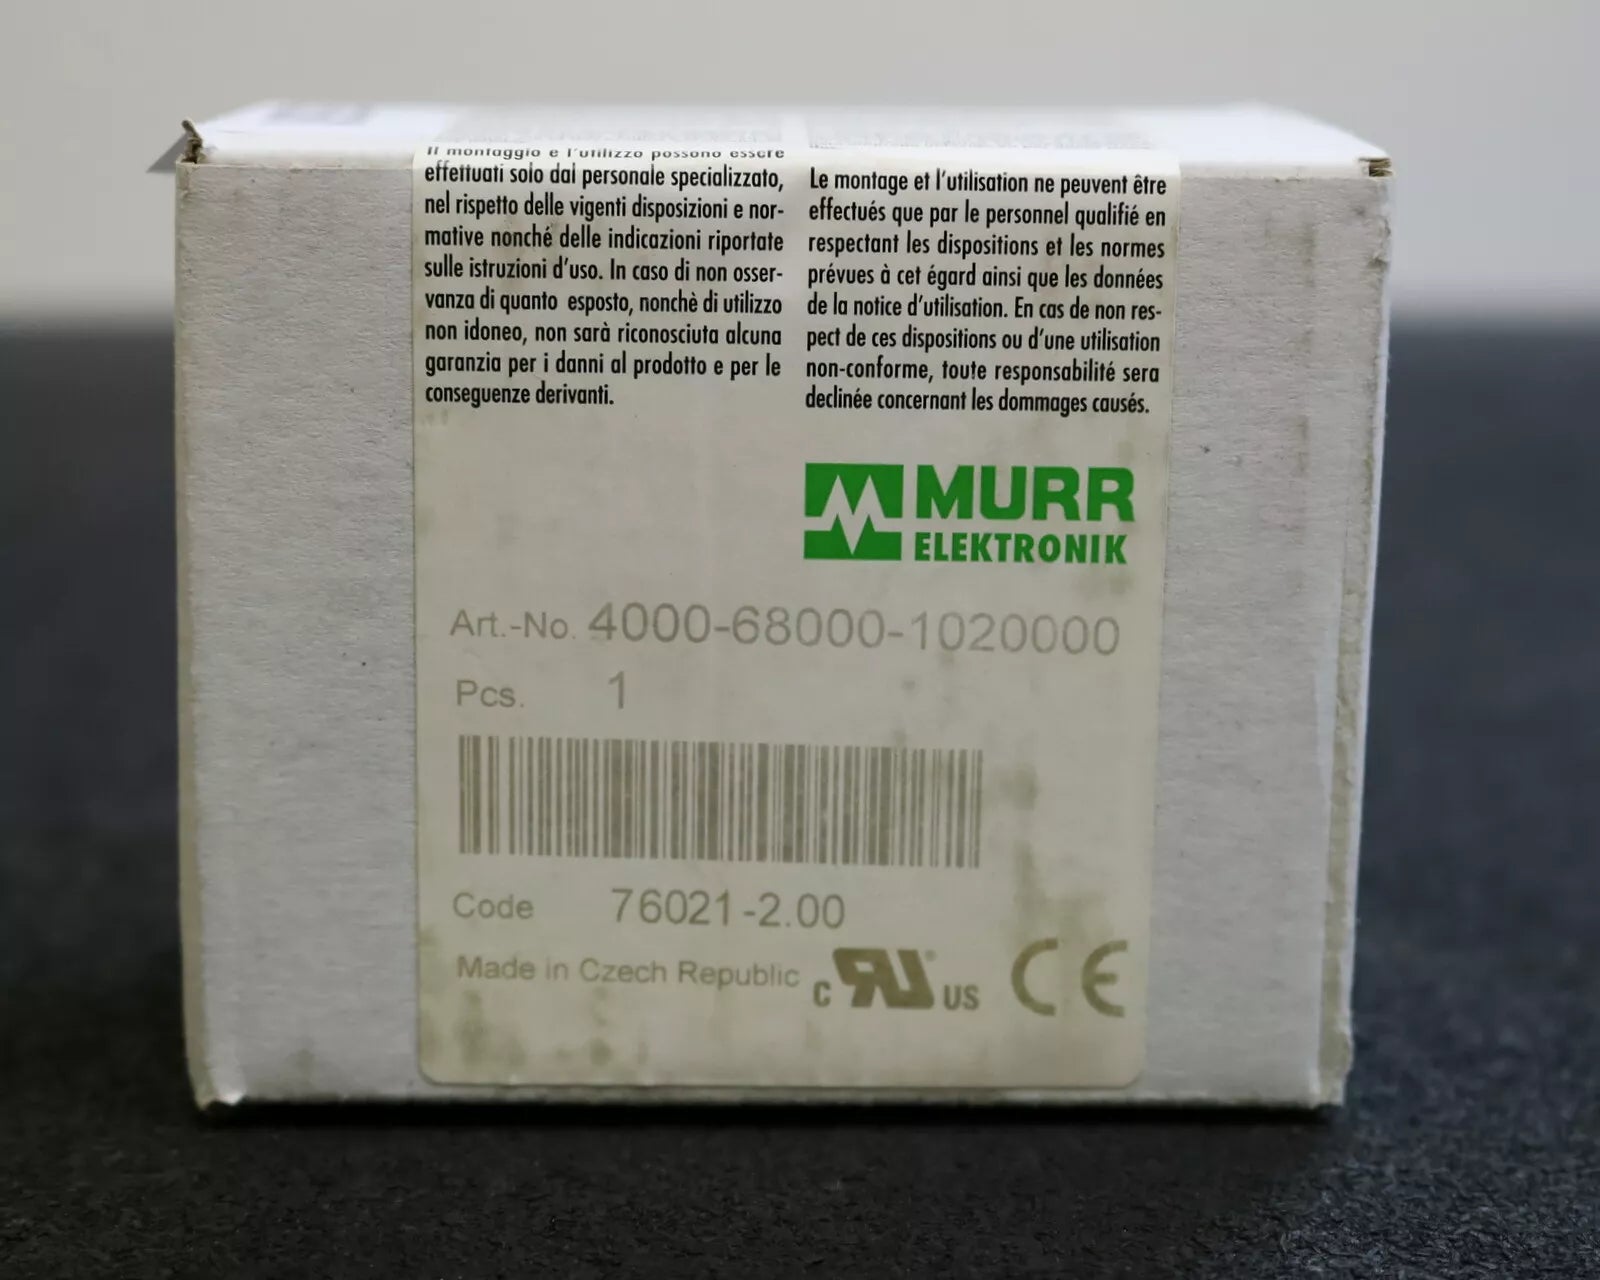 Il montaggio e l'utilizzo possono essere
effettuati solo dal personale specializzato,
nel rispetto delle vigenti disposizioni e nor-
mative nonché delle indicazioni riportate
sulle istruzioni d'uso. In caso di non osser-
vanza di quanto esposto, nonchè di utilizzo
non idoneo, non sarà riconosciuta alcuna
garanzia per i danni al prodotto e per le
conseguenze derivanti.
Le montage et l'utilisation ne peuvent être
effectués que par le personnel qualifié en
respectant les dispositions et les normes
prévues à cet égard ainsi que les données
de la notice d'utilisation. En cas de non res-
pect de ces dispositions ou d'une utilisation
non-conforme, toute responsabilité sera
declinée concernant les dommages causés.
MURR
ELEKTRONIK
Art.-No. 4000-68000-1020000
Pcs. 1
Code 76021-2.00
Made in Czech Republic c RU ® US CE